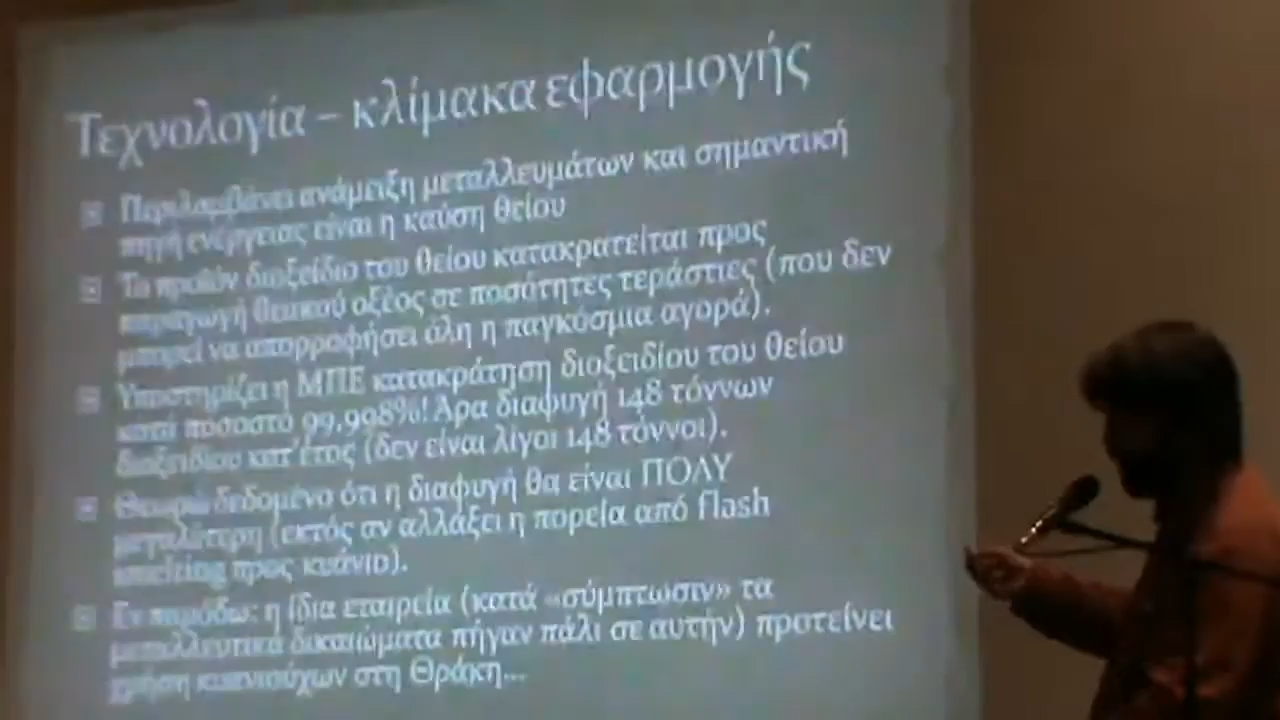 Τεχνολογία – κλίμακα εφαρμογής
Περιλαμβάνει ανάμειξη μεταλλευμάτων και σημαντική
πηγή ενέργειας είναι η καύση θείου
Το προϊόν διοξείδιο του θείου κατακρατείται προς
παραγωγή θειικού οξέος σε ποσότητες τεράστιες (που δεν
μπορεί να απορροφήσει όλη η παγκόσμια αγορά).
Υποστηρίζει η ΜΠΕ κατακράτηση διοξειδίου του θείου
κατά ποσοστό 99,998%! Άρα διαφυγή 148 τόννων
διοξειδίου κατ' έτος (δεν είναι λίγοι 148 τόννοι).
Θεωρώ δεδομένο ότι η διαφυγή θα είναι ΠΟΛΥ
μεγαλύτερη (εκτός αν αλλάξει η πορεία από flash
smelting προς κυάνιο).
Εν παρόδω: η ίδια εταιρεία (κατά «σύμπτωσιν» τα
μεταλλευτικά δικαιώματα πήγαν πάλι σε αυτήν) προτείνει
χρήση κυανιούχων στη Θράκη...